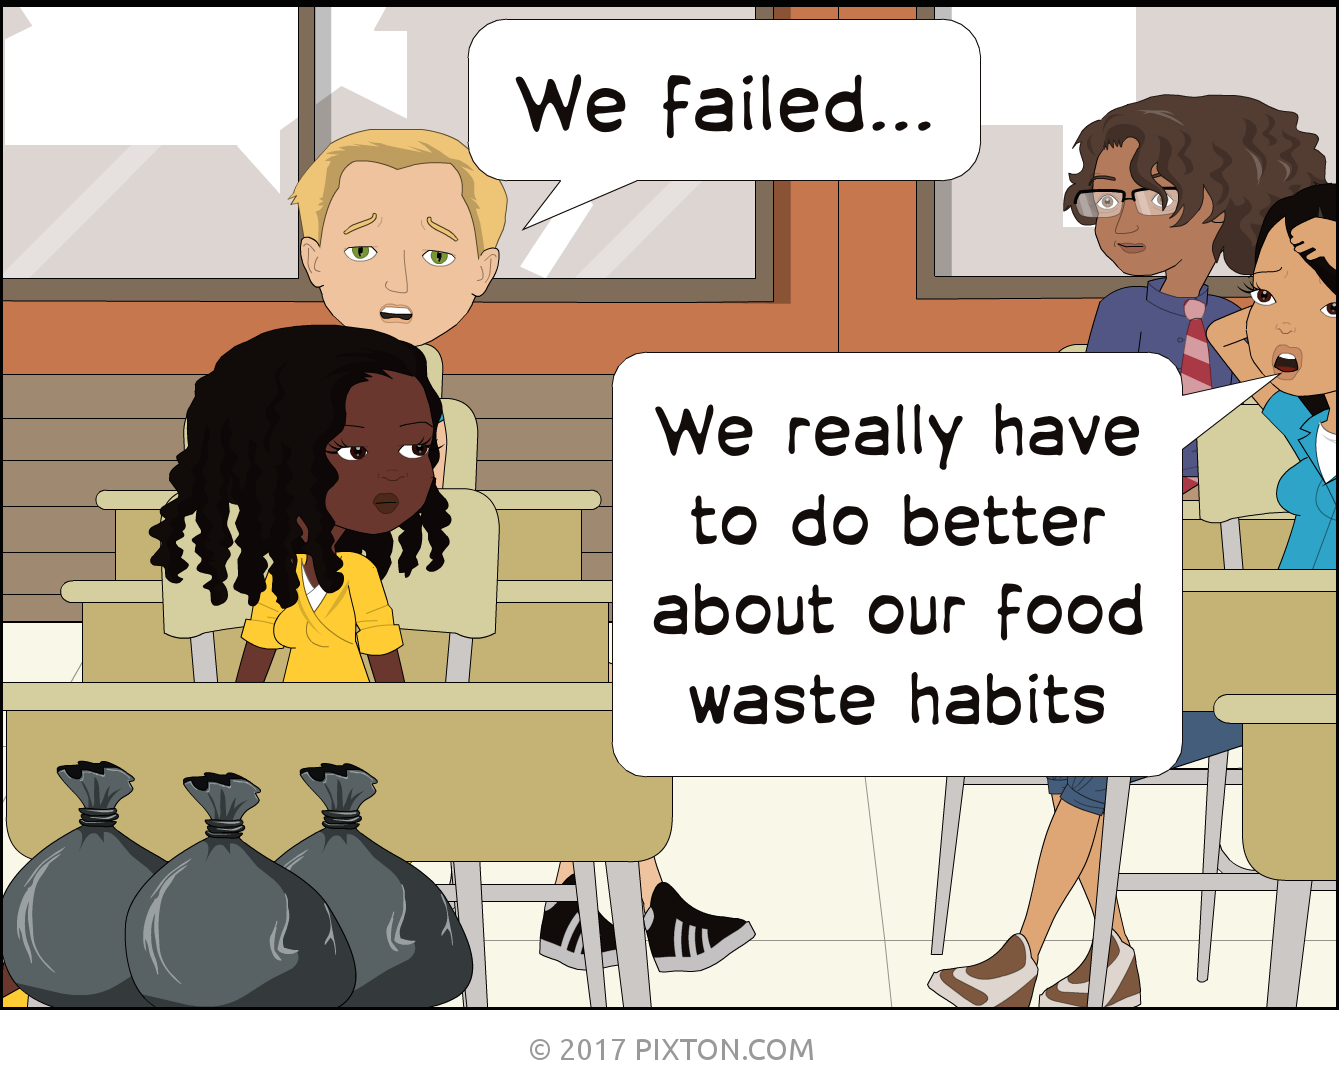 We failed...
We really have
to do better
about our food
waste habits
© 2017 PIXTON.COM